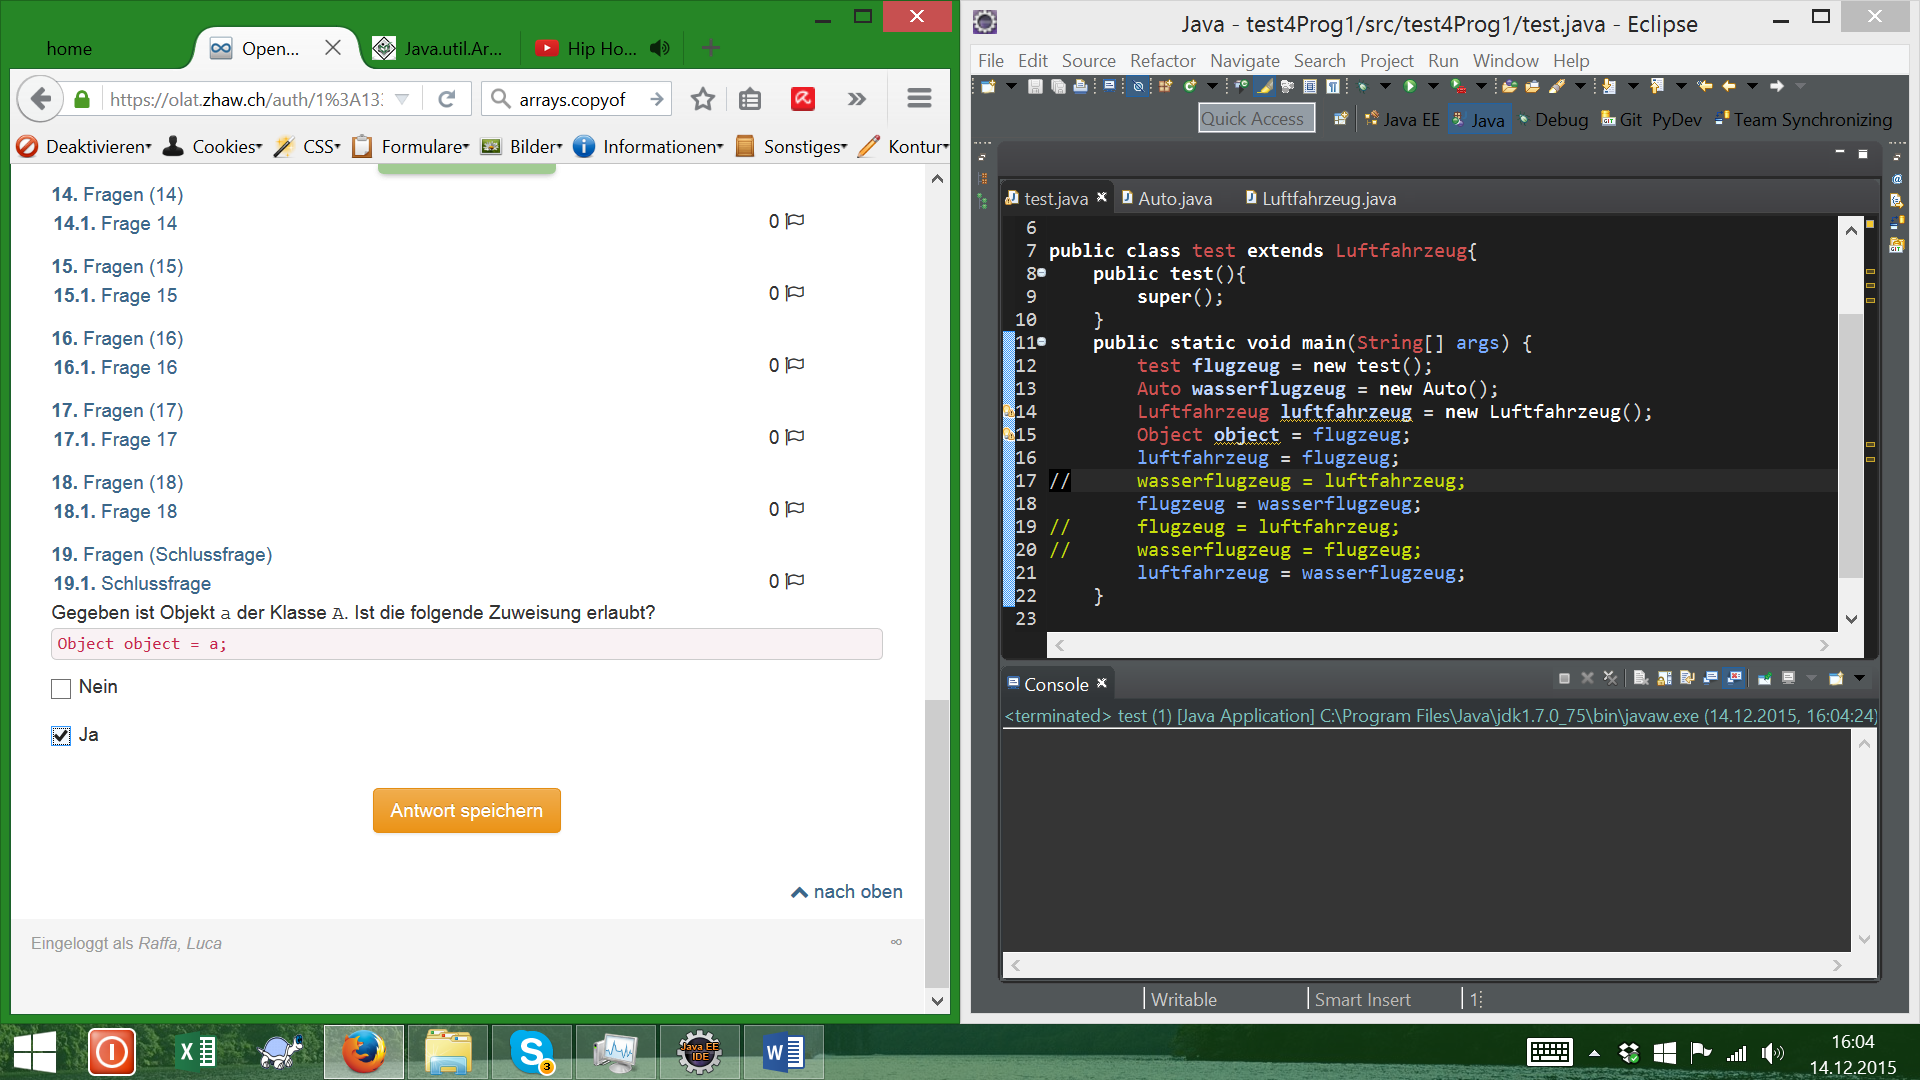 home
Open...
Java.util.Ar...
Hip Ho...
https://olat.zhaw.ch/auth/1%3A13:
arrays.copyof
Deaktivieren
Cookies
CSS
Formulare
Bilder
Informationen
Sonstiges
Kontur
14. Fragen (14)
14.1. Frage 14
0
15. Fragen (15)
15.1. Frage 15
0
16. Fragen (16)
16.1. Frage 16
0
17. Fragen (17)
17.1. Frage 17
0
18. Fragen (18)
18.1. Frage 18
0
19. Fragen (Schlussfrage)
19.1. Schlussfrage
0
Gegeben ist Objekt a der Klasse A. Ist die folgende Zuweisung erlaubt?
Object object = a;
Nein
Ja
Antwort speichern
nach oben
Eingeloggt als Raffa, Luca
∞
Java - test4Prog1/src/test4Prog1/test.java - Eclipse
File Edit Source Refactor Navigate Search Project Run Window Help
Quick Access
Java EE
Java
Debug
Git
PyDev
Team Synchronizing
test.java
Auto.java
Luftfahrzeug.java
6
7 public class test extends Luftfahrzeug{
8 public test(){
9 super();
10 }
11 public static void main(String[] args) {
12 test flugzeug = new test();
13 Auto wasserflugzeug = new Auto();
14 Luftfahrzeug luftfahrzeug = new Luftfahrzeug();
15 Object object = flugzeug;
16 luftfahrzeug = flugzeug;
17 // wasserflugzeug = luftfahrzeug;
18 flugzeug = wasserflugzeug;
19 // flugzeug = luftfahrzeug;
20 // wasserflugzeug = flugzeug;
21 luftfahrzeug = wasserflugzeug;
22 }
23
Console
<terminated> test (1) [Java Application] C:\Program Files\Java\jdk1.7.0_75\bin\javaw.exe (14.12.2015, 16:04:24)
Writable
Smart Insert
1
3
Java EE
IDE
16:04
14.12.2015